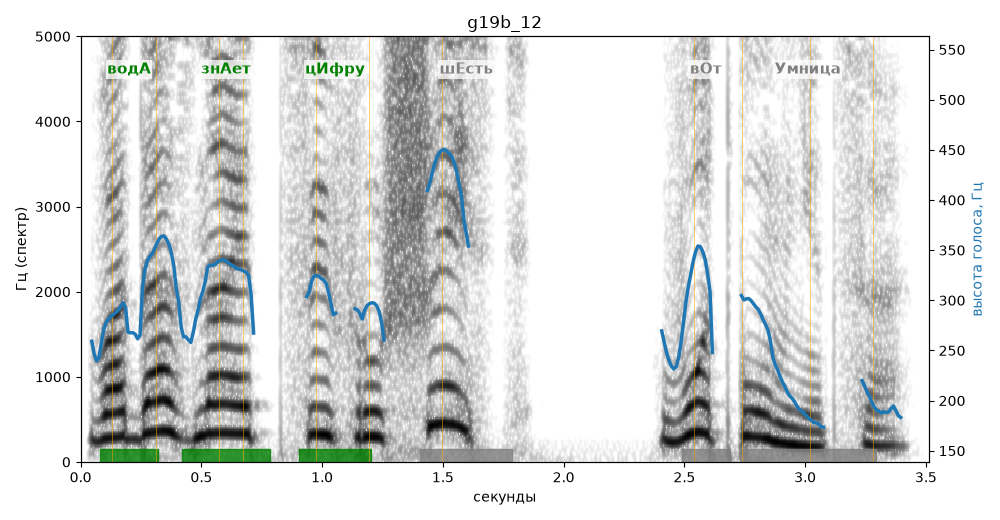 g19b_12
водА знАет цИфру шЕсть вОт Умница
Гц (спектр)
5000
4000
3000
2000
1000
0
высота голоса, Гц
550
500
450
400
350
300
250
200
150
0.0 0.5 1.0 1.5 2.0 2.5 3.0 3.5
секунды